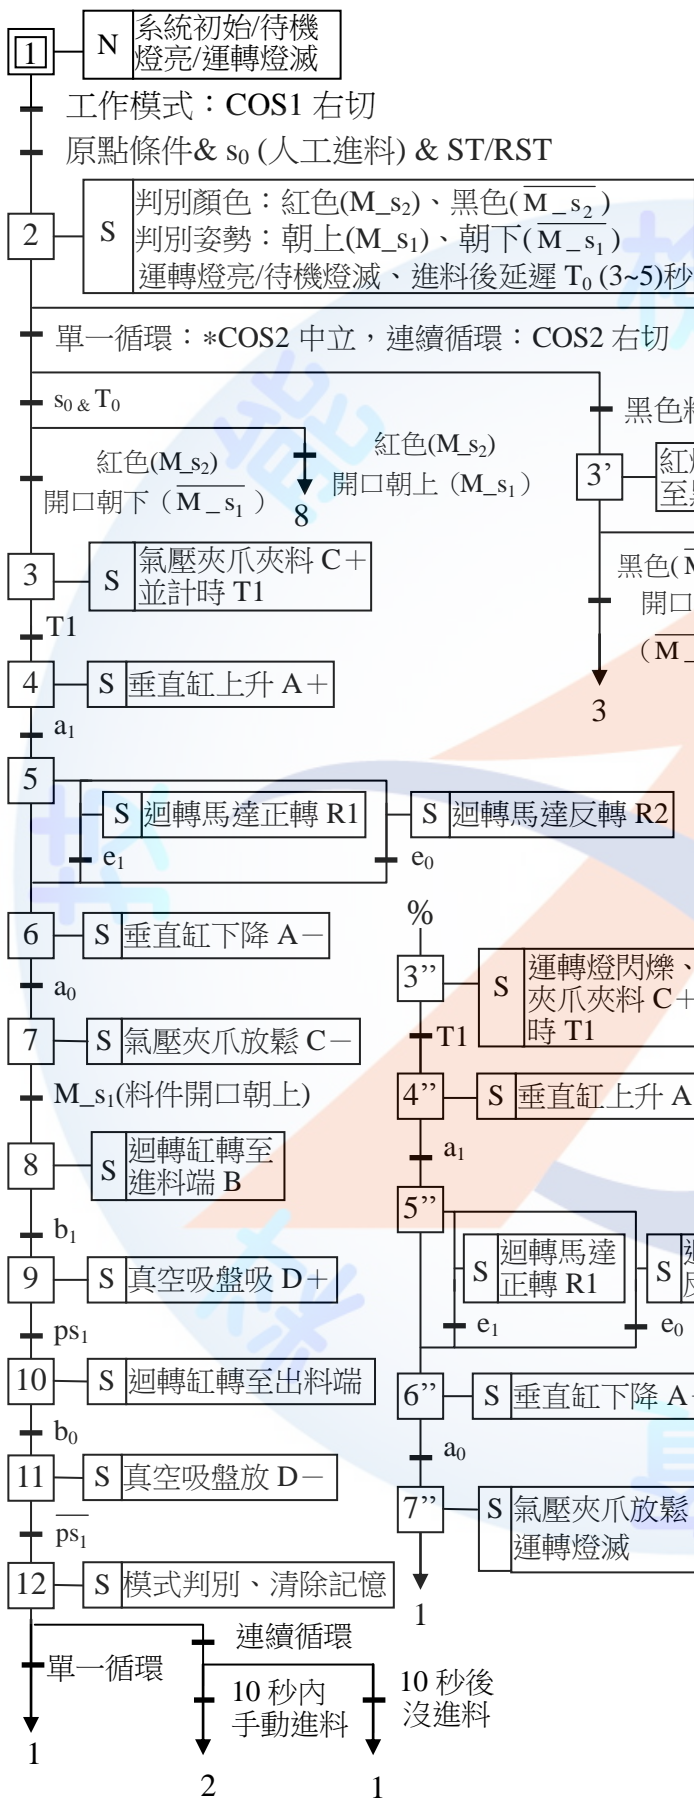 1
N
系統初始/待機
燈亮/運轉燈滅
工作模式：COS1 右切
原點條件& s0 (人工進料) & ST/RST
2
S
判別顏色：紅色(M_s2)、黑色(M_s2)
判別姿勢：朝上(M_s1)、朝下(M_s1)
運轉燈亮/待機燈滅、進料後延遲 T0 (3~5)秒
單一循環：*COS2 中立，連續循環：COS2 右切
s0 & T0
黑色
紅色(M_s2)
開口朝下（M_s1）
紅色(M_s2)
開口朝上（M_s1）
8
3’
至
3
S
氣壓夾爪夾料 C＋
並計時 T1
黑色(
開口
(M_
3
T1
4
S
垂直缸上升 A＋
a1
5
S
迴轉馬達正轉 R1
S
迴轉馬達反轉 R2
e1
e0
6
S
垂直缸下降 A－
a0
7
S
氣壓夾爪放鬆 C－
M_s1(料件開口朝上)
8
S
迴轉缸轉至
進料端 B
b1
9
S
真空吸盤吸 D＋
ps1
10
S
迴轉缸轉至出料端
b0
11
S
真空吸盤放 D－
ps1
12
S
模式判別、清除記憶
單一循環
連續循環
10 秒內
手動進料
10 秒後
沒進料
1
2
1
%
3’’
S
運轉燈閃爍、
夾爪夾料 C＋
時 T1
T1
4’’
S
垂直缸上升 A
a1
5’’
S
迴轉馬達
正轉 R1
S
e1
e0
6’’
S
垂直缸下降 A
a0
7’’
S
氣壓夾爪放鬆
運轉燈滅
1